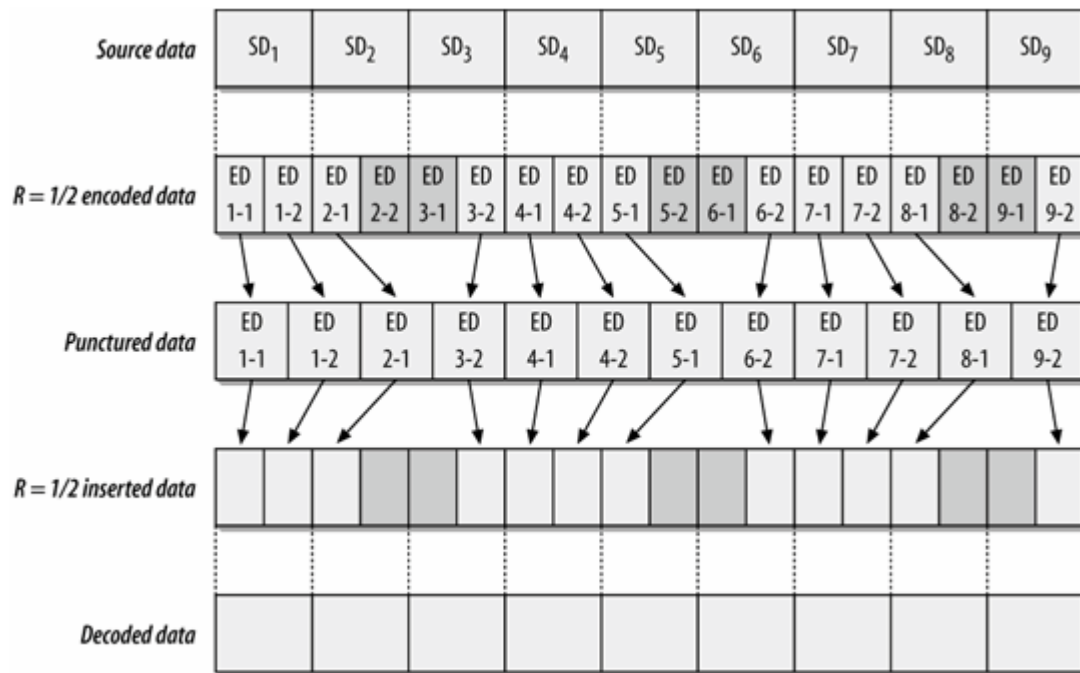 Source data
SD₁ SD₂ SD₃ SD₄ SD₅ SD₆ SD₇ SD₈ SD₉
R = 1/2 encoded data
ED ED ED ED ED ED ED ED ED ED ED ED ED ED ED ED ED ED
1-1 1-2 2-1 2-2 3-1 3-2 4-1 4-2 5-1 5-2 6-1 6-2 7-1 7-2 8-1 8-2 9-1 9-2
Punctured data
ED ED ED ED ED ED ED ED ED ED ED ED
1-1 1-2 2-1 3-2 4-1 4-2 5-1 6-2 7-1 7-2 8-1 9-2
R = 1/2 inserted data
Decoded data